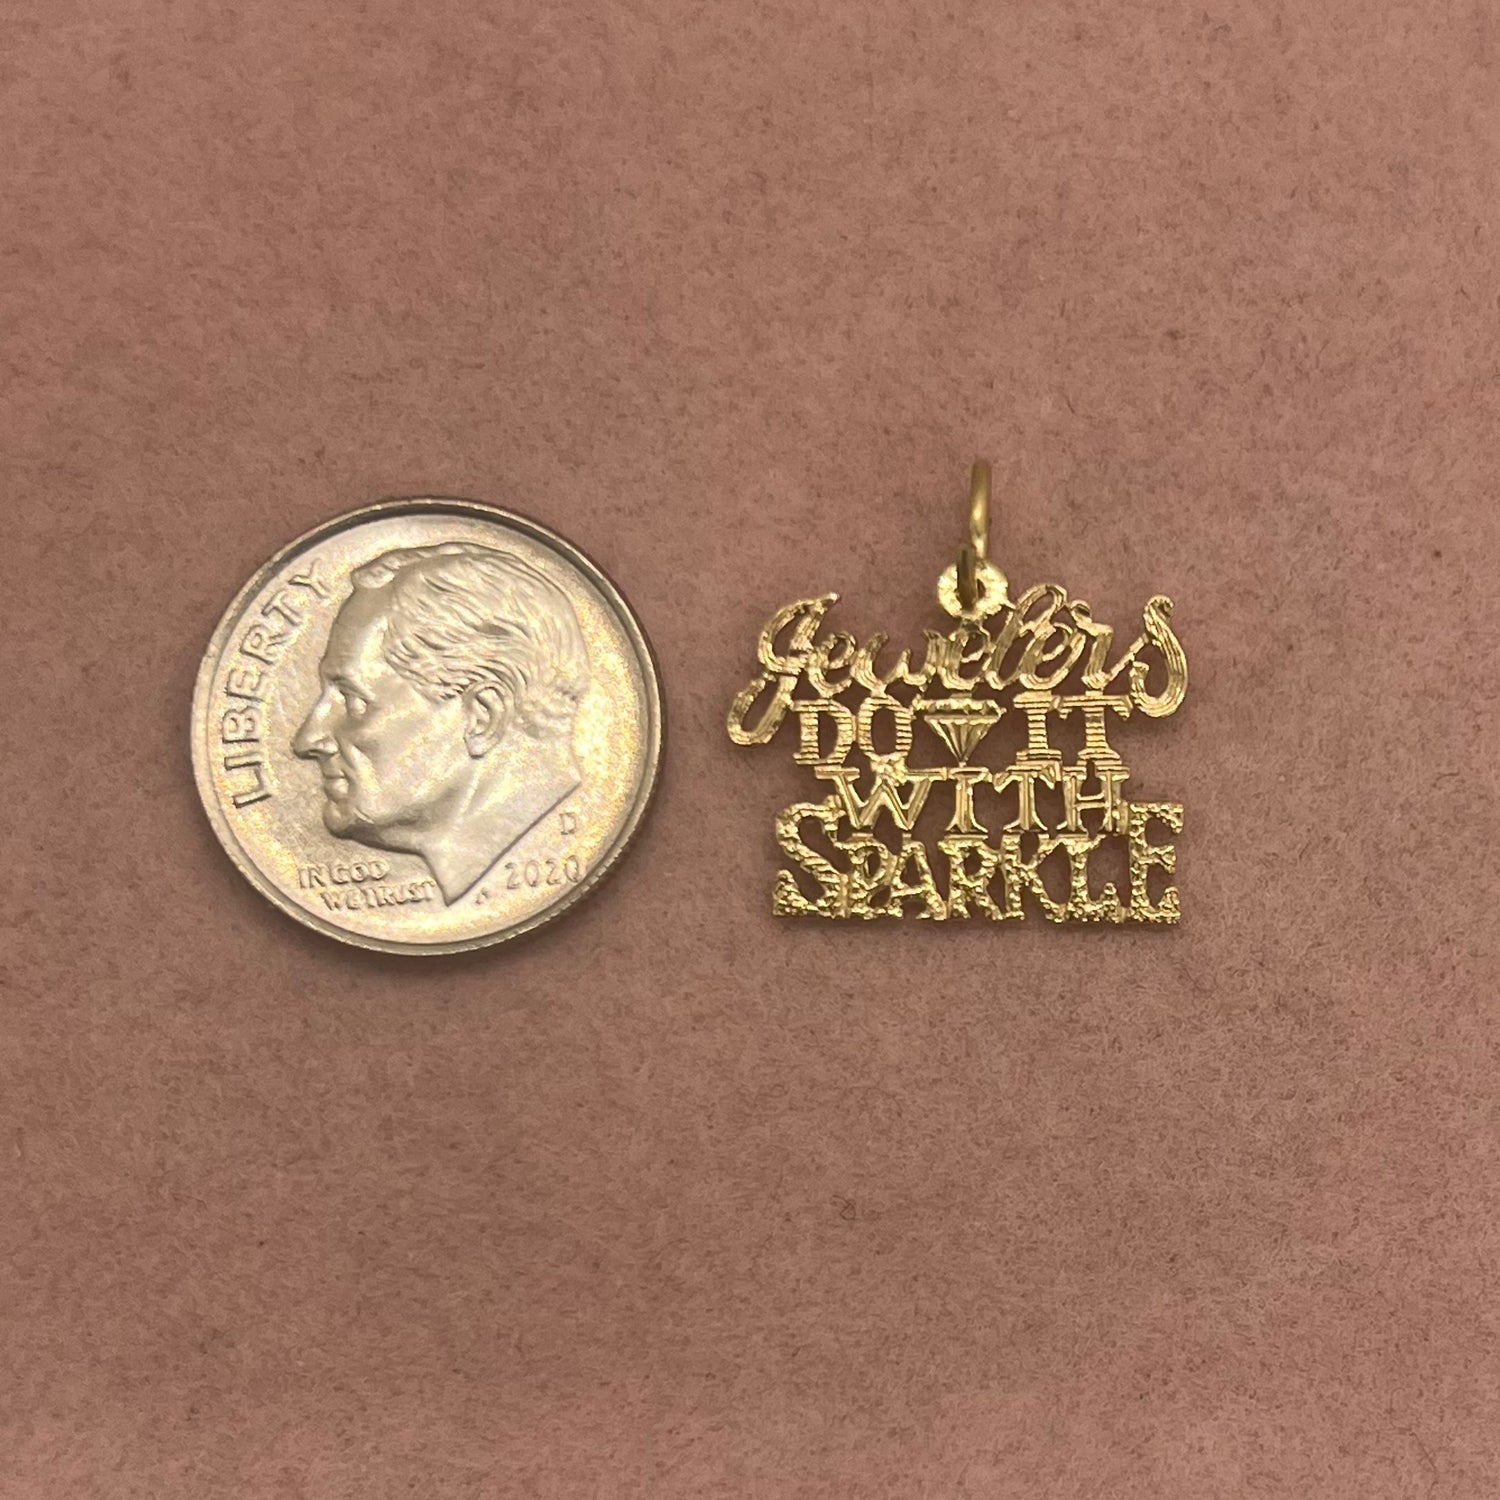 LIBERTY
IN GOD
WE TRUST
D
2020
Jewelers
DO IT
WITH
SPARKLE